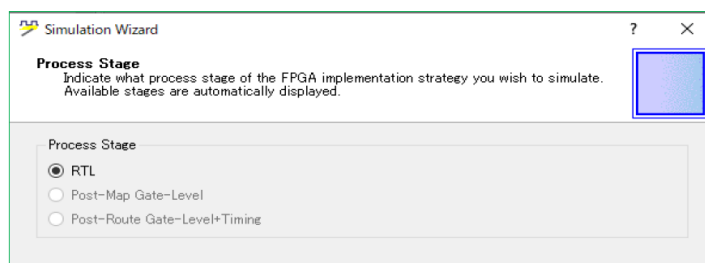 Simulation Wizard
?
Process Stage
Indicate what process stage of the FPGA implementation strategy you wish to simulate.
Available stages are automatically displayed.
Process Stage
RTL
Post-Map Gate-Level
Post-Route Gate-Level+Timing